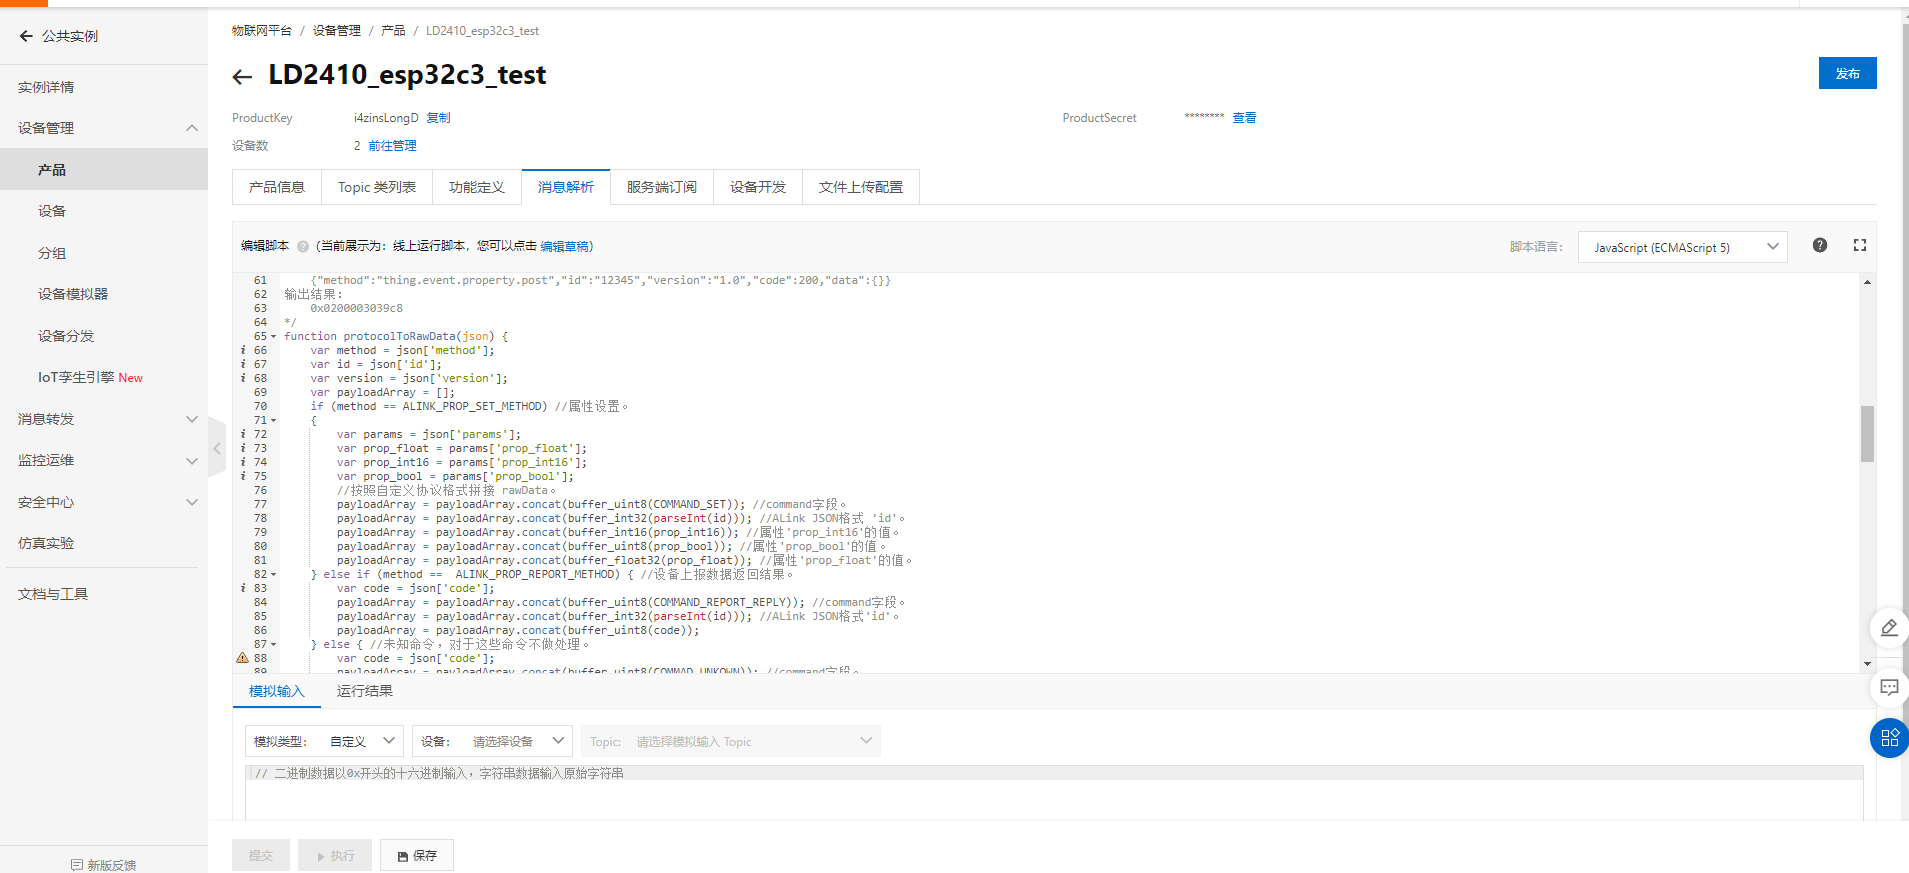 公共实例
实例详情
设备管理
产品
设备
分组
设备模拟器
设备分发
IoT孪生引擎 New
消息转发
监控运维
安全中心
仿真实验
文档与工具
新版反馈
物联网平台 / 设备管理 / 产品 / LD2410_esp32c3_test
LD2410_esp32c3_test
发布
ProductKey i4zinsLongD 复制
ProductSecret ******** 查看
设备数 2 前往管理
产品信息 Topic 类列表 功能定义 消息解析 服务端订阅 设备开发 文件上传配置
编辑脚本 (当前展示为：线上运行脚本，您可以点击 编辑草稿)
脚本语言： JavaScript (ECMAScript 5)
61 {"method":"thing.event.property.post","id":"12345","version":"1.0","code":200,"data":{}}
62 输出结果：
63 0x0200003039c8
64 */
65 function protocolToRawData(json) {
66 var method = json['method'];
67 var id = json['id'];
68 var version = json['version'];
69 var payloadArray = [];
70 if (method == ALINK_PROP_SET_METHOD) //属性设置。
71 {
72 var params = json['params'];
73 var prop_float = params['prop_float'];
74 var prop_int16 = params['prop_int16'];
75 var prop_bool = params['prop_bool'];
76 //按照自定义协议格式拼接 rawData。
77 payloadArray = payloadArray.concat(buffer_uint8(COMMAND_SET)); //command字段。
78 payloadArray = payloadArray.concat(buffer_int32(parseInt(id))); //ALink JSON格式 'id'。
79 payloadArray = payloadArray.concat(buffer_int16(prop_int16)); //属性'prop_int16'的值。
80 payloadArray = payloadArray.concat(buffer_uint8(prop_bool)); //属性'prop_bool'的值。
81 payloadArray = payloadArray.concat(buffer_float32(prop_float)); //属性'prop_float'的值。
82 } else if (method ==  ALINK_PROP_REPORT_METHOD) { //设备上报数据返回结果。
83 var code = json['code'];
84 payloadArray = payloadArray.concat(buffer_uint8(COMMAND_REPORT_REPLY)); //command字段。
85 payloadArray = payloadArray.concat(buffer_int32(parseInt(id))); //ALink JSON格式'id'。
86 payloadArray = payloadArray.concat(buffer_uint8(code));
87 } else { //未知命令，对于这些命令不做处理。
88 var code = json['code'];
89 payloadArray = payloadArray.concat(buffer_uint8(COMMAD_UNKOWN)); //command字段。
模拟输入 运行结果
模拟类型： 自定义 设备： 请选择设备 Topic: 请选择模拟输入 Topic
// 二进制数据以0x开头的十六进制输入，字符串数据输入原始字符串
提交 执行 保存